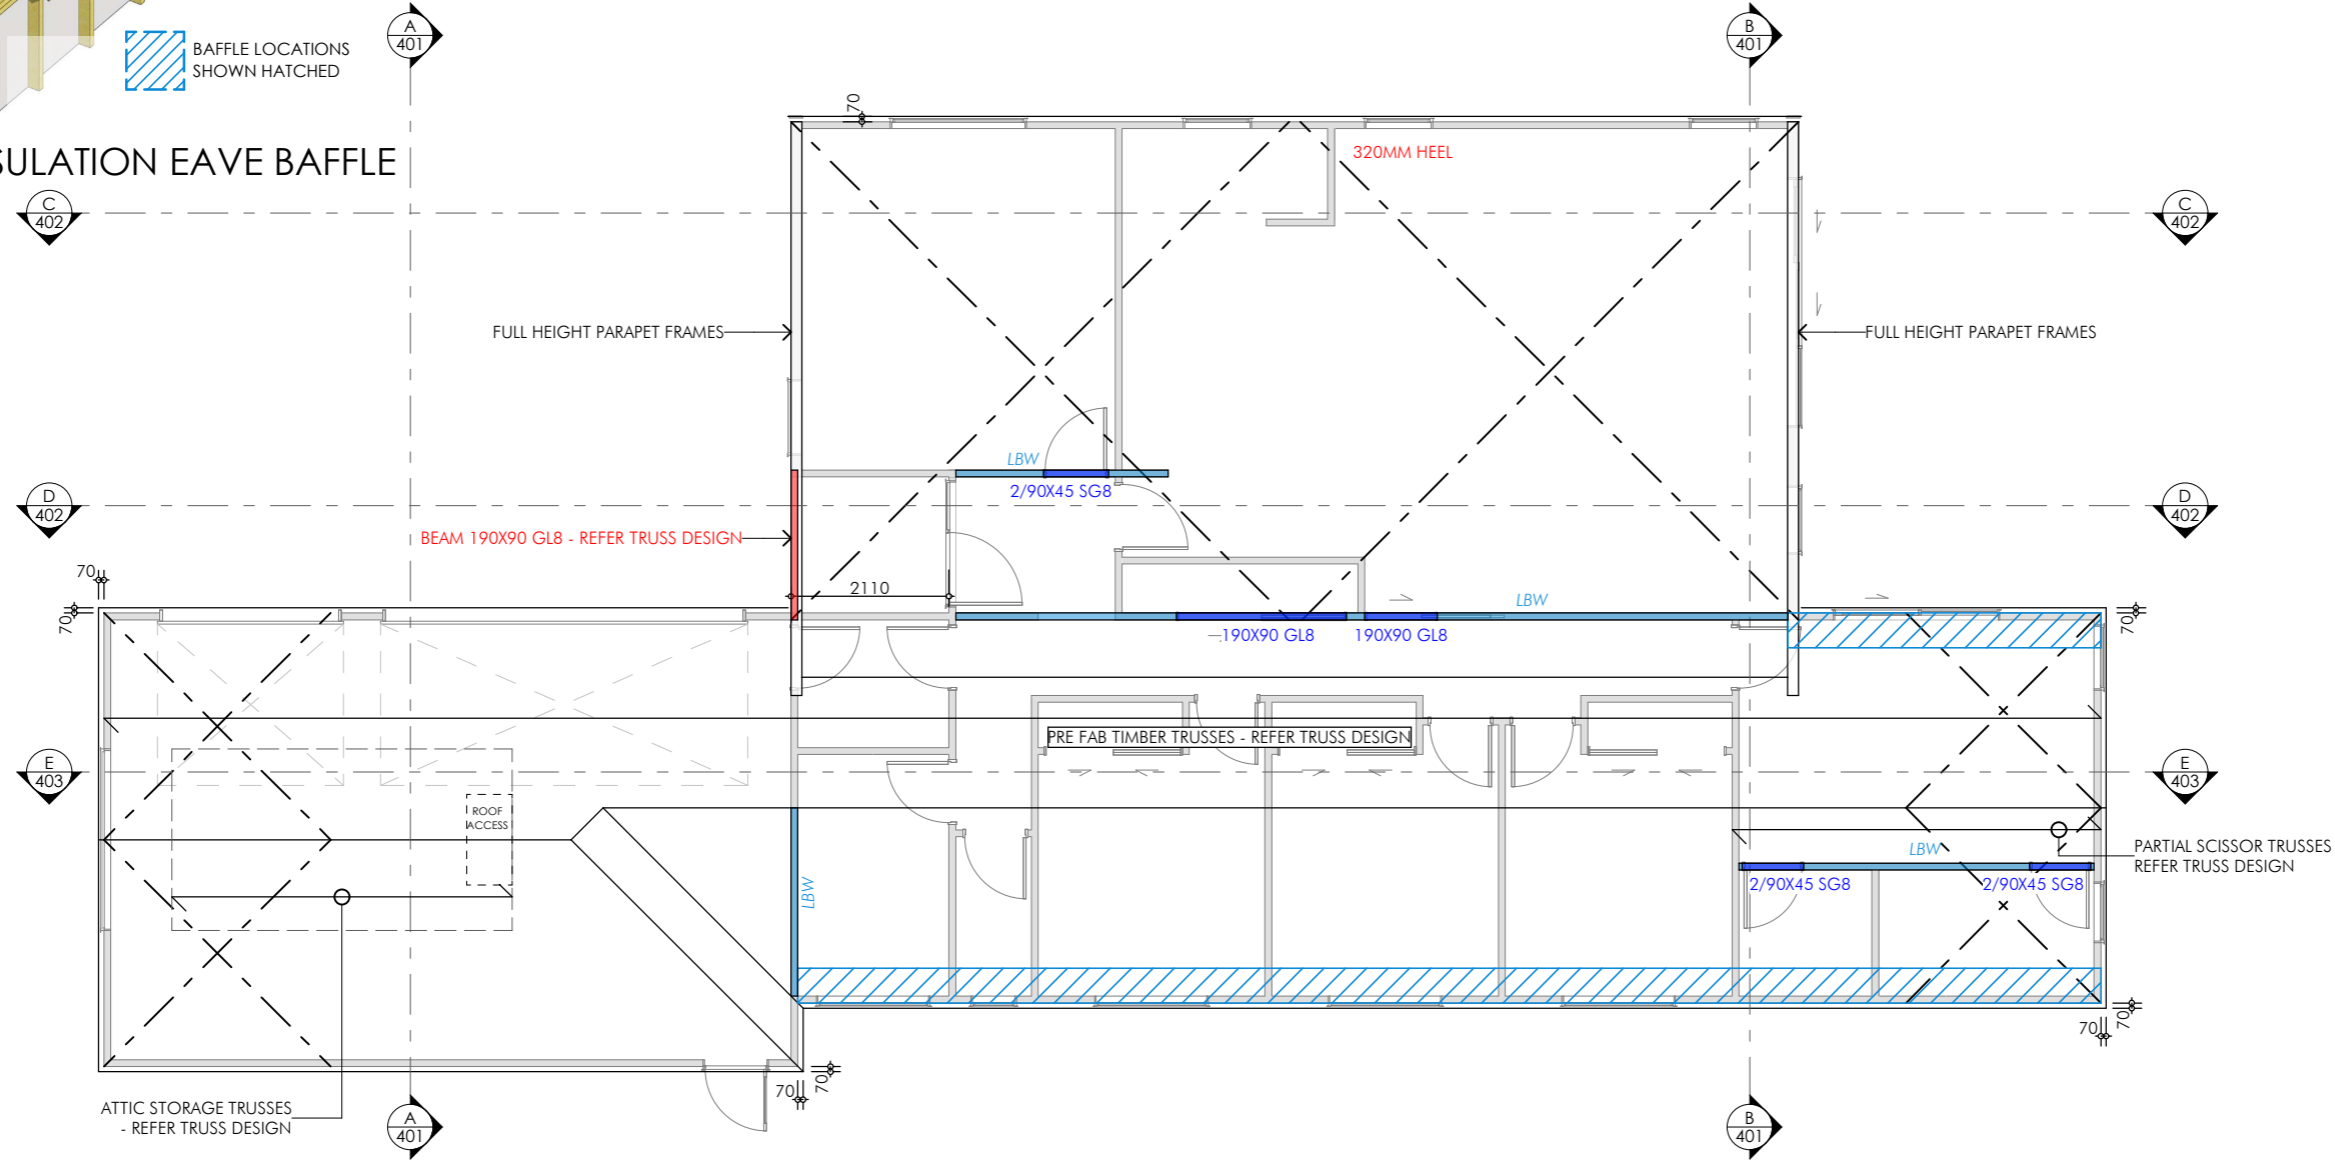 A
401
B
401
BAFFLE LOCATIONS
SHOWN HATCHED
70
SULATION EAVE BAFFLE
320MM HEEL
C
402
C
402
FULL HEIGHT PARAPET FRAMES
FULL HEIGHT PARAPET FRAMES
LBW
2/90X45 SG8
D
402
D
402
BEAM 190X90 GL8 - REFER TRUSS DESIGN
70
2110
LBW
70
70
190X90 GL8
190X90 GL8
PRE FAB TIMBER TRUSSES - REFER TRUSS DESIGN
E
403
E
403
ROOF
ACCESS
LBW
PARTIAL SCISSOR TRUSSES
REFER TRUSS DESIGN
2/90X45 SG8
2/90X45 SG8
LBW
70
70
70
70
ATTIC STORAGE TRUSSES
- REFER TRUSS DESIGN
A
401
B
401